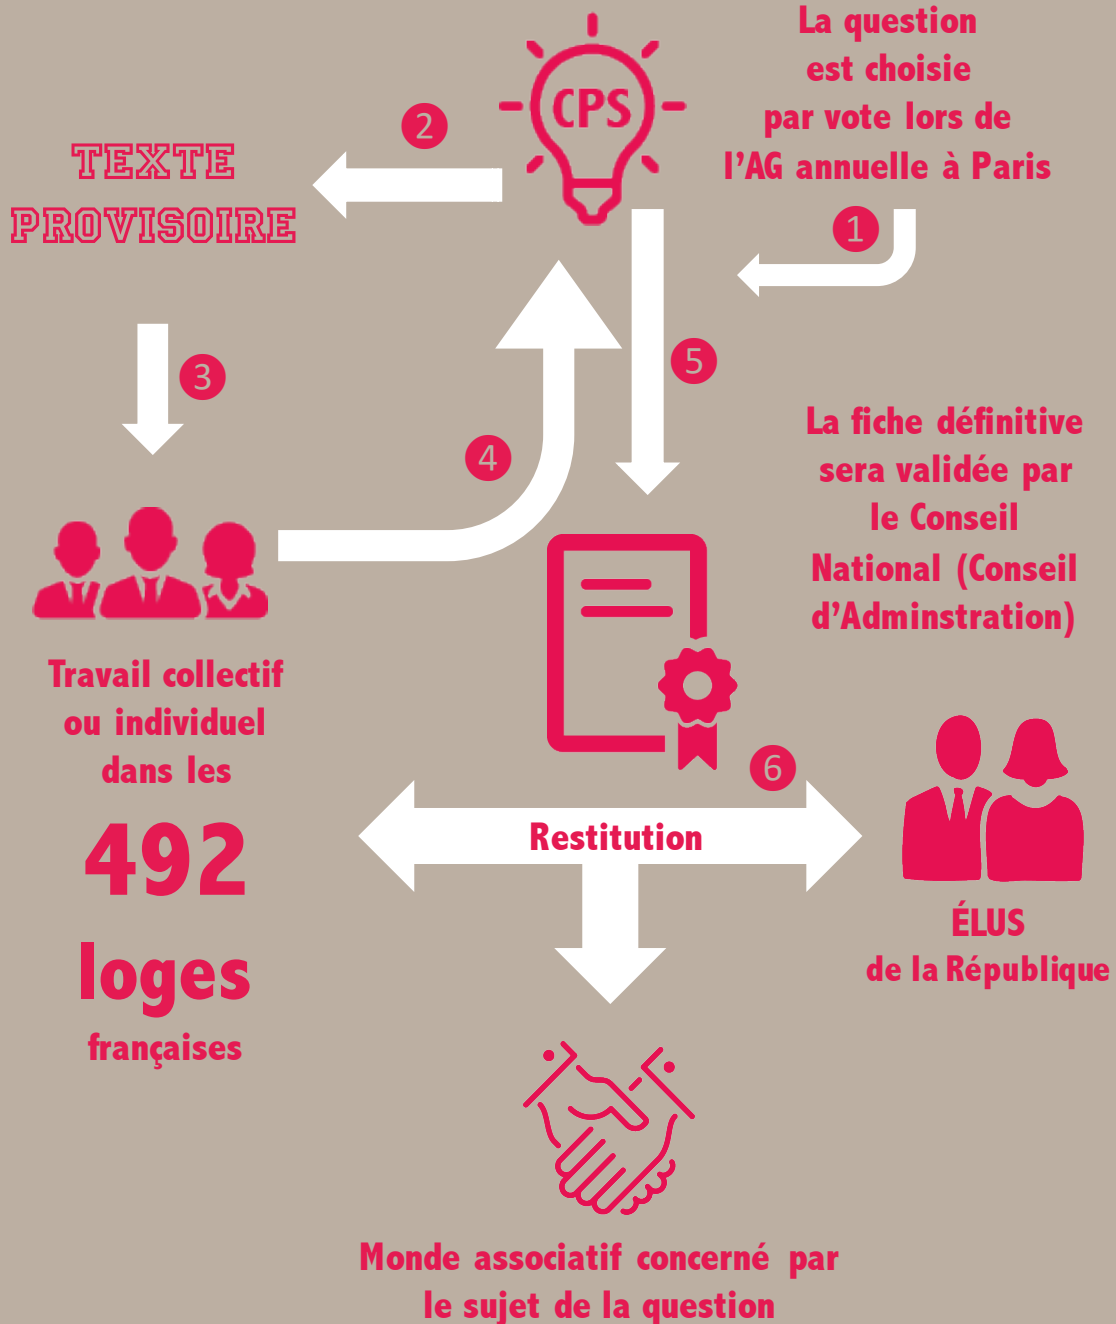 La question
est choisie
par vote lors de
l'AG annuelle à Paris
1
CPS
2
TEXTE
PROVISOIRE
3
Travail collectif
ou individuel
dans les
492
loges
françaises
4
5
La fiche définitive
sera validée par
le Conseil
National (Conseil
d'Adminstration)
6
Restitution
ÉLUS
de la République
Monde associatif concerné par
le sujet de la question